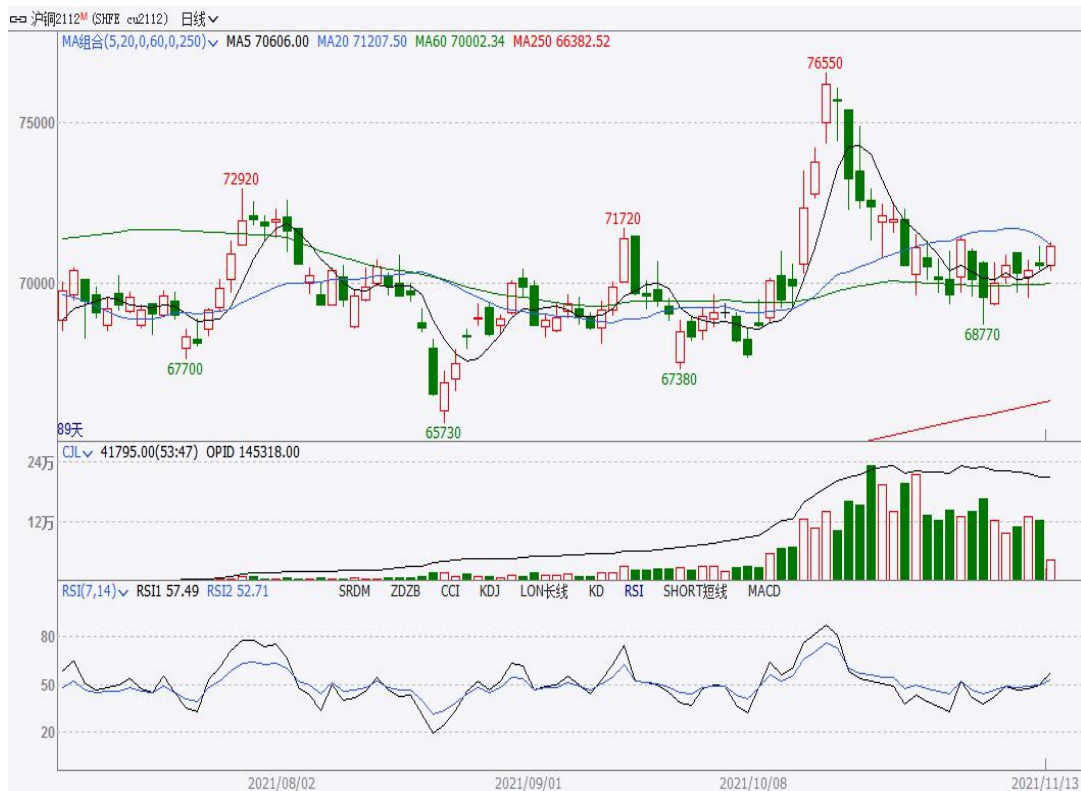 沪铜2112M (SHFE cu2112) 日线
MA组合(5,20,0,60,0,250) MA5 70606.00 MA20 71207.50 MA60 70002.34 MA250 66382.52
76550
75000
72920
71720
70000
68770
67700
67380
65730
89天
CJL 41795.00(53:47) OPID 145318.00
24万
12万
RSI(7,14) RSI1 57.49 RSI2 52.71 SRDM ZDZB CCI KDJ LON长线 KD RSI SHORT短线 MACD
80
50
20
2021/08/02 2021/09/01 2021/10/08 2021/11/13